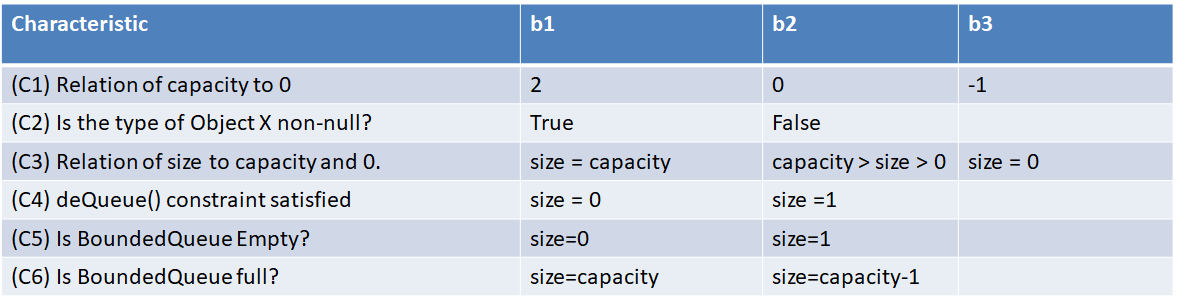 Characteristic b1 b2 b3
(C1) Relation of capacity to 0 2 0 -1
(C2) Is the type of Object X non-null? True False
(C3) Relation of size to capacity and 0. size = capacity capacity > size > 0 size = 0
(C4) deQueue() constraint satisfied size = 0 size =1
(C5) Is BoundedQueue Empty? size=0 size=1
(C6) Is BoundedQueue full? size=capacity size=capacity-1